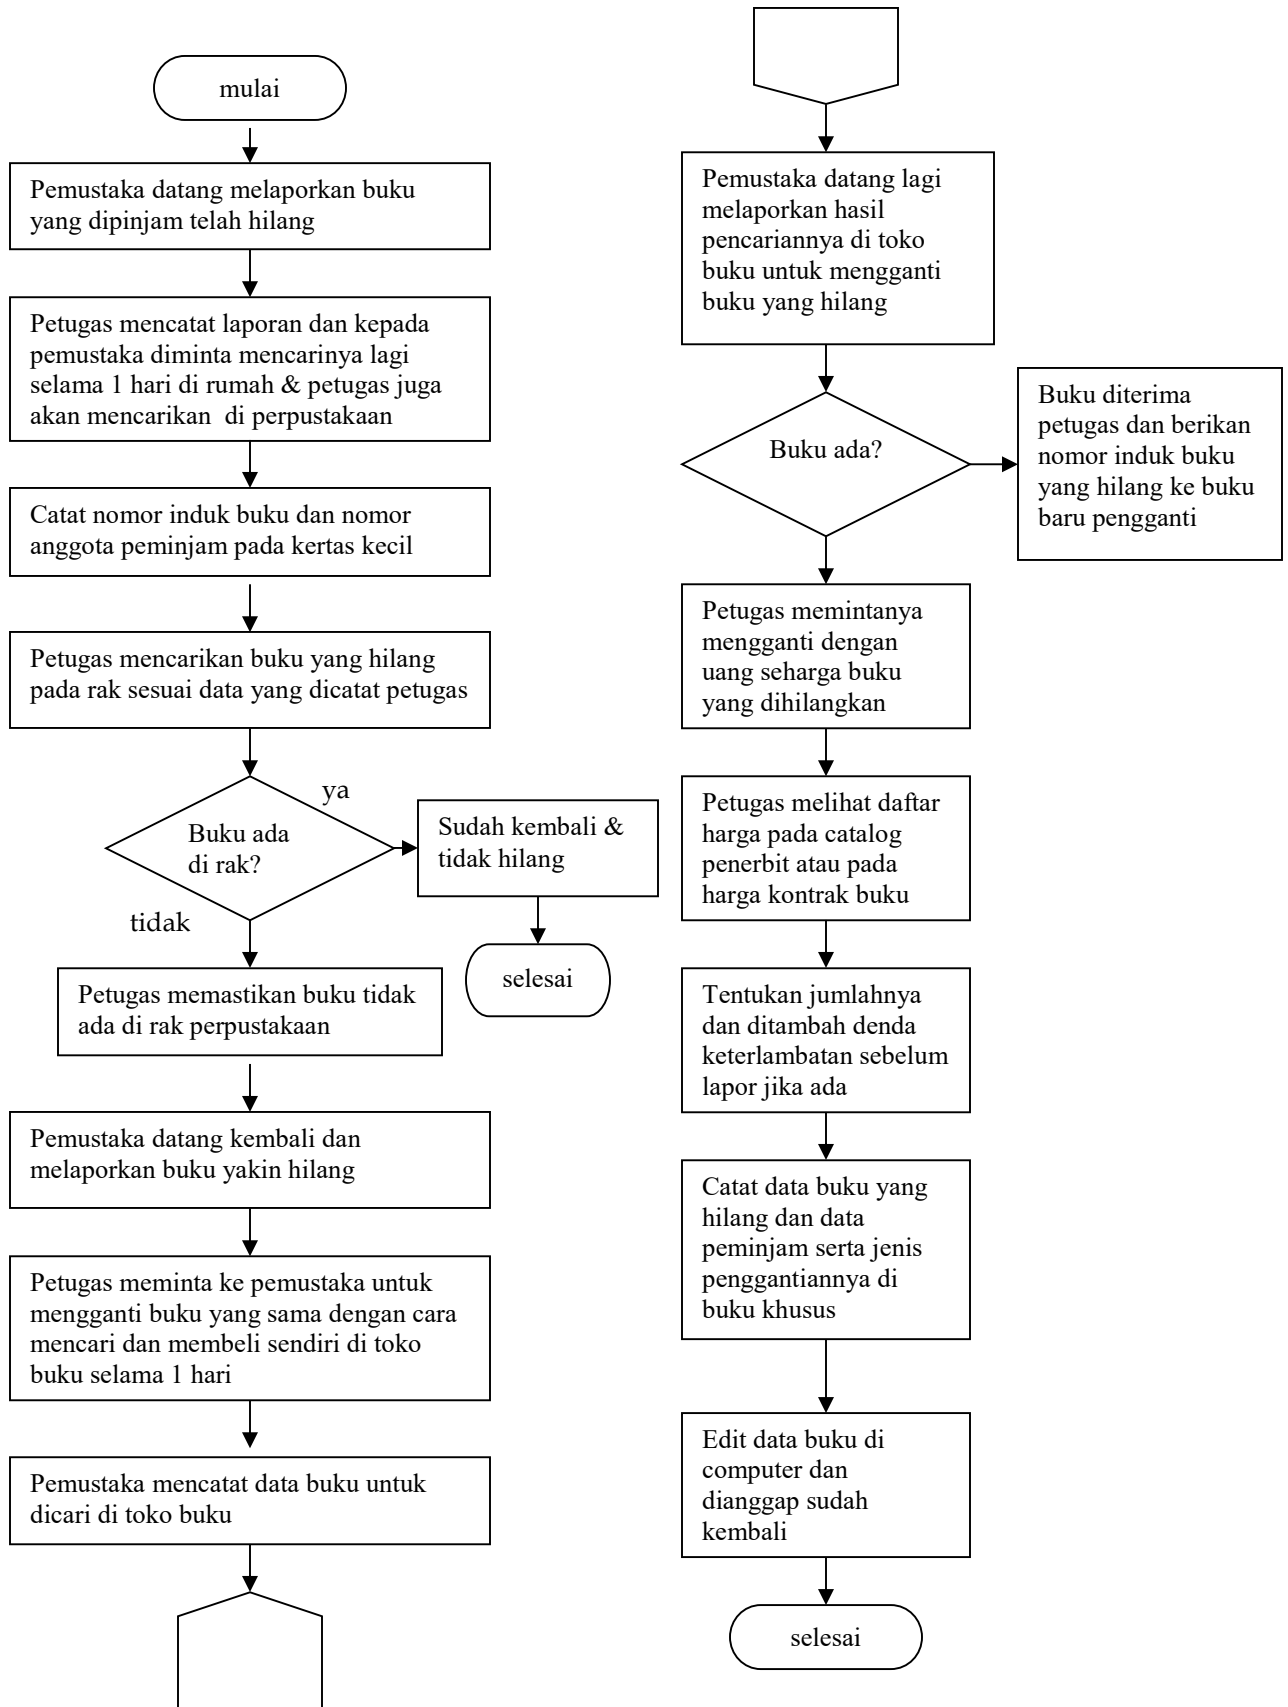 mulai
Pemustaka datang melaporkan buku
yang dipinjam telah hilang
Petugas mencatat laporan dan kepada
pemustaka diminta mencarinya lagi
selama 1 hari di rumah & petugas juga
akan mencarikan di perpustakaan
Catat nomor induk buku dan nomor
anggota peminjam pada kertas kecil
Petugas mencarikan buku yang hilang
pada rak sesuai data yang dicatat petugas
Buku ada
di rak?
ya
Sudah kembali &
tidak hilang
selesai
tidak
Petugas memastikan buku tidak
ada di rak perpustakaan
Pemustaka datang kembali dan
melaporkan buku yakin hilang
Petugas meminta ke pemustaka untuk
mengganti buku yang sama dengan cara
mencari dan membeli sendiri di toko
buku selama 1 hari
Pemustaka mencatat data buku untuk
dicari di toko buku
Pemustaka datang lagi
melaporkan hasil
pencariannya di toko
buku untuk mengganti
buku yang hilang
Buku ada?
Buku diterima
petugas dan berikan
nomor induk buku
yang hilang ke buku
baru pengganti
Petugas memintanya
mengganti dengan
uang seharga buku
yang dihilangkan
Petugas melihat daftar
harga pada catalog
penerbit atau pada
harga kontrak buku
Tentukan jumlahnya
dan ditambah denda
keterlambatan sebelum
lapor jika ada
Catat data buku yang
hilang dan data
peminjam serta jenis
penggantiannya di
buku khusus
Edit data buku di
computer dan
dianggap sudah
kembali
selesai